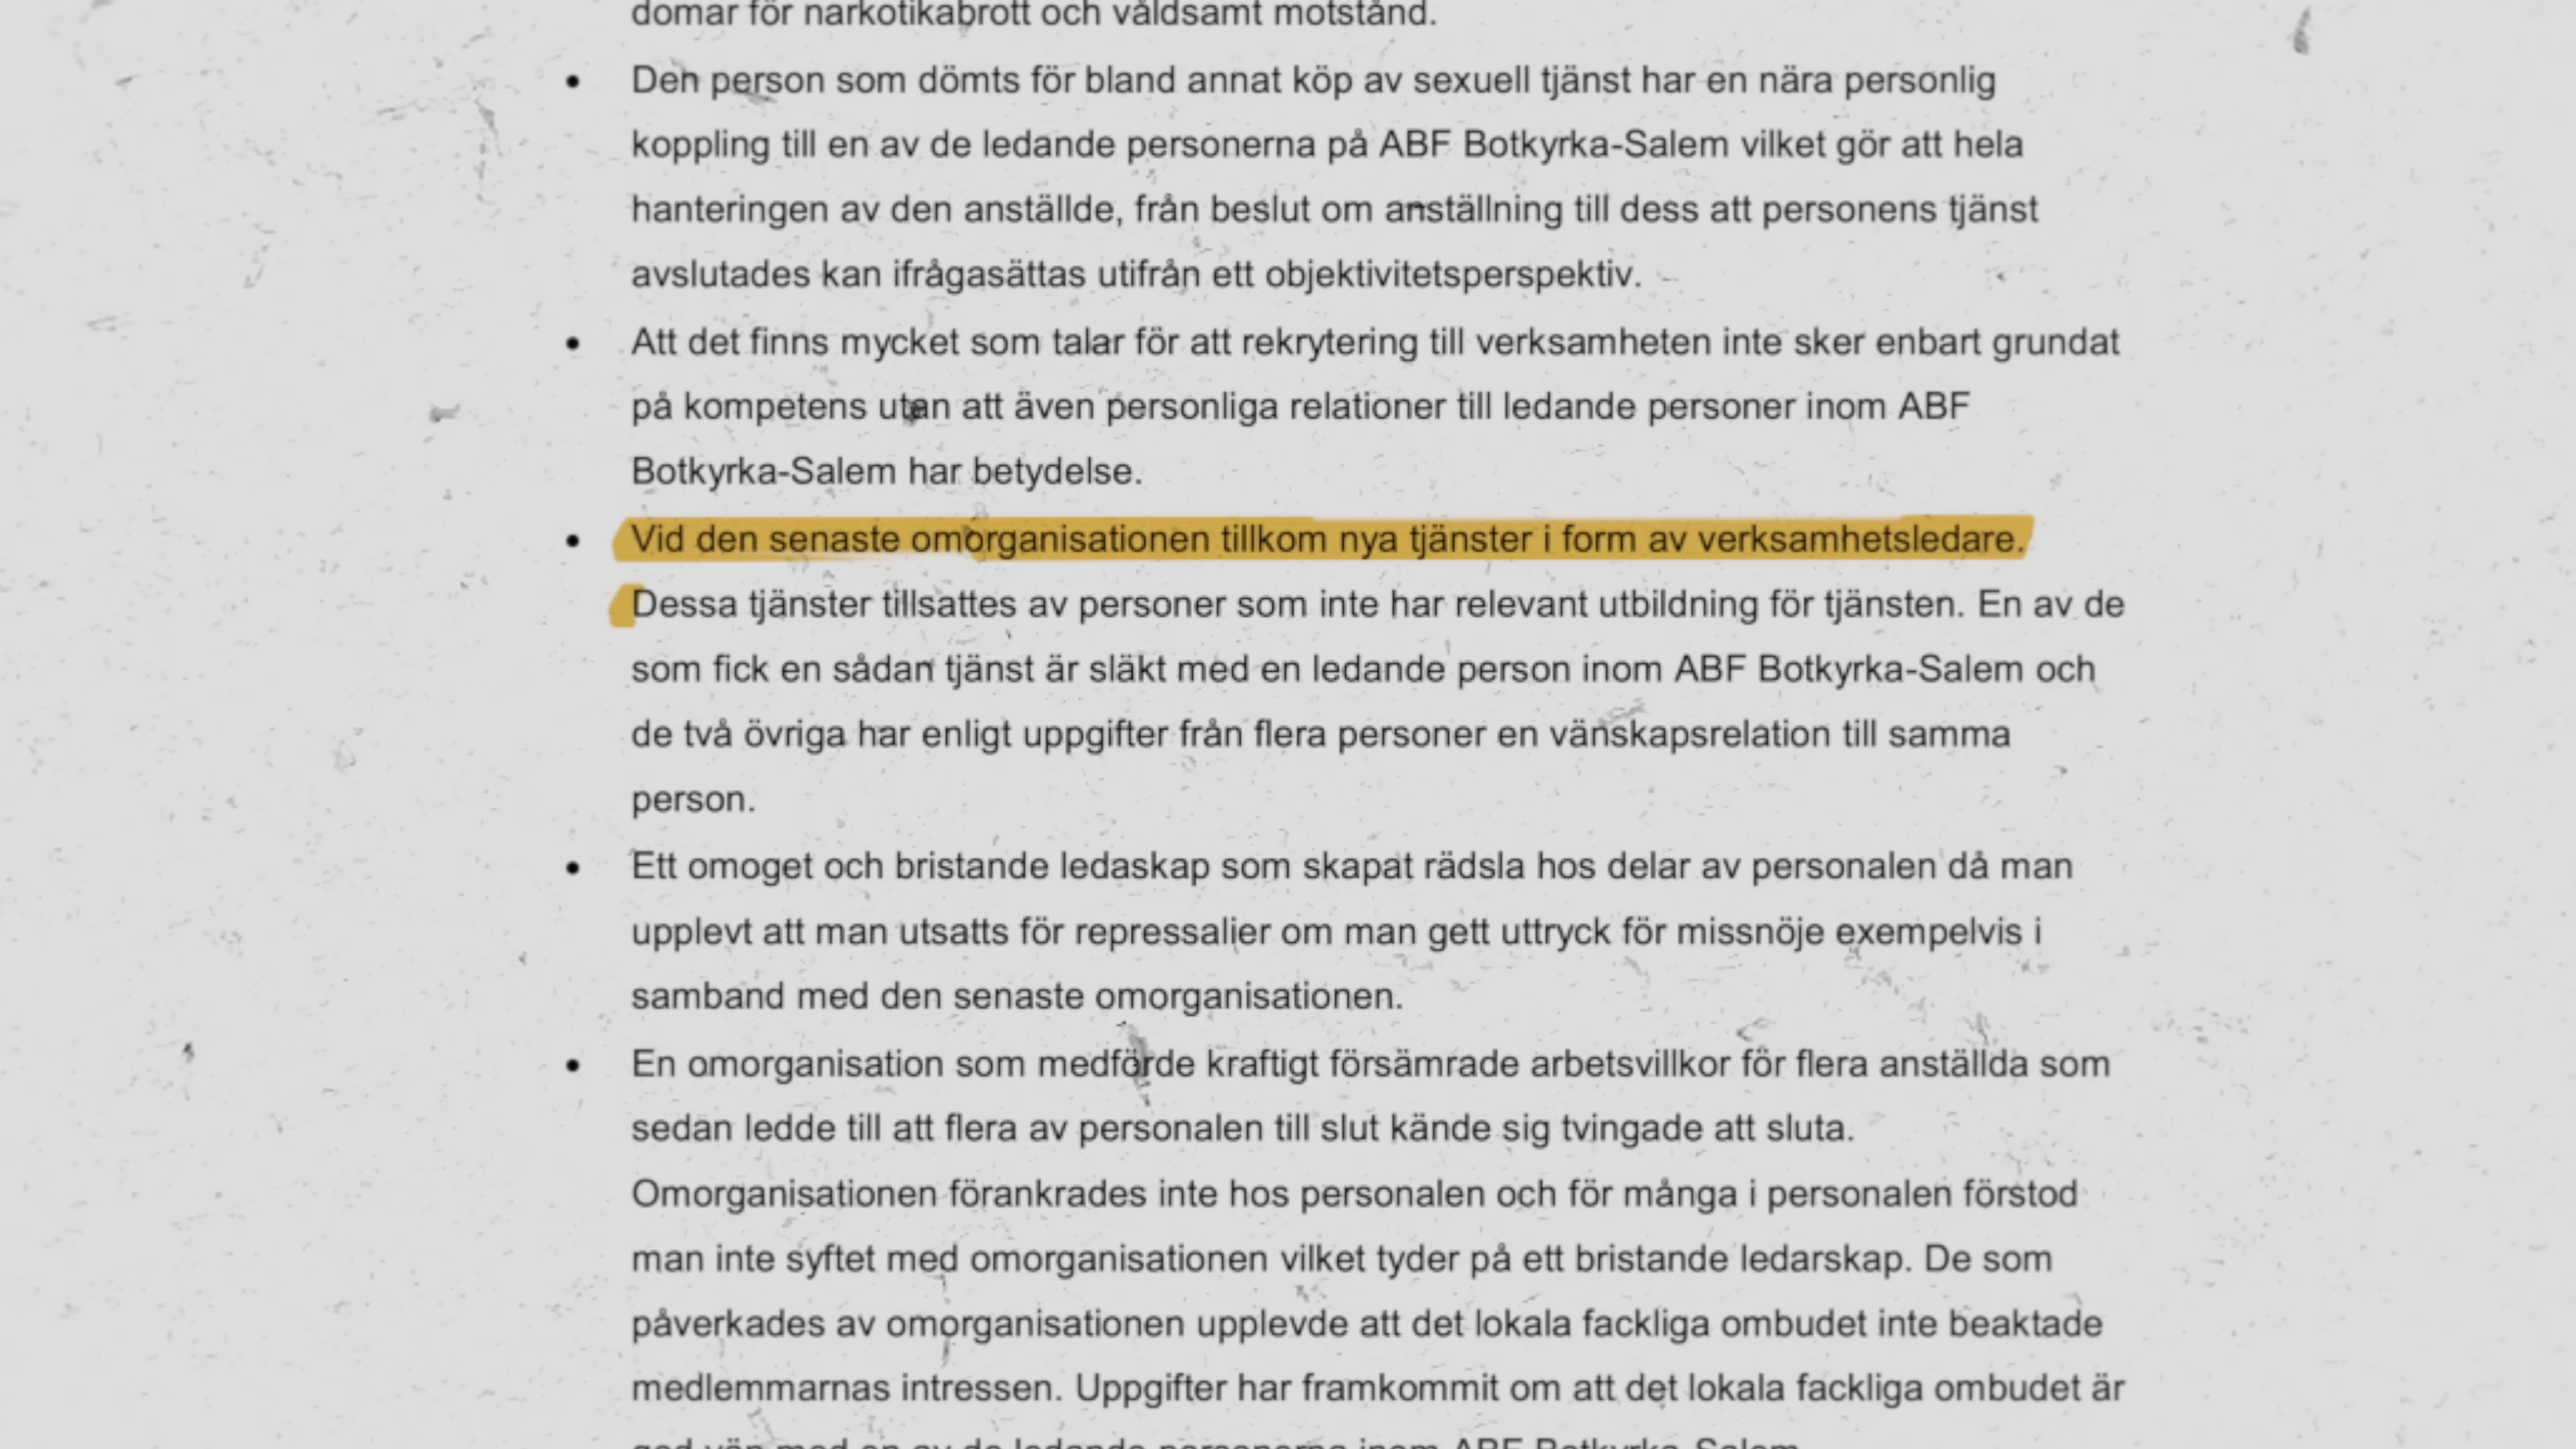 domar för narkotikabrott och våldsamt motstånd.
• Den person som dömts för bland annat köp av sexuell tjänst har en nära personlig
koppling till en av de ledande personerna på ABF Botkyrka-Salem vilket gör att hela
hanteringen av den anställde, från beslut om anställning till dess att personens tjänst
avslutades kan ifrågasättas utifrån ett objektivitetsperspektiv.
• Att det finns mycket som talar för att rekrytering till verksamheten inte sker enbart grundat
på kompetens utan att även personliga relationer till ledande personer inom ABF
Botkyrka-Salem har betydelse.
• Vid den senaste omorganisationen tillkom nya tjänster i form av verksamhetsledare.
Dessa tjänster tillsattes av personer som inte har relevant utbildning för tjänsten. En av de
som fick en sådan tjänst är släkt med en ledande person inom ABF Botkyrka-Salem och
de två övriga har enligt uppgifter från flera personer en vänskapsrelation till samma
person.
• Ett omoget och bristande ledaskap som skapat rädsla hos delar av personalen då man
upplevt att man utsatts för repressalier om man gett uttryck för missnöje exempelvis i
samband med den senaste omorganisationen.
• En omorganisation som medförde kraftigt försämrade arbetsvillkor för flera anställda som
sedan ledde till att flera av personalen till slut kände sig tvingade att sluta.
Omorganisationen förankrades inte hos personalen och för många i personalen förstod
man inte syftet med omorganisationen vilket tyder på ett bristande ledarskap. De som
påverkades av omorganisationen upplevde att det lokala fackliga ombudet inte beaktade
medlemmarnas intressen. Uppgifter har framkommit om att det lokala fackliga ombudet är
god vän med en av de ledande personerna inom ABF Botkyrka-Salem.